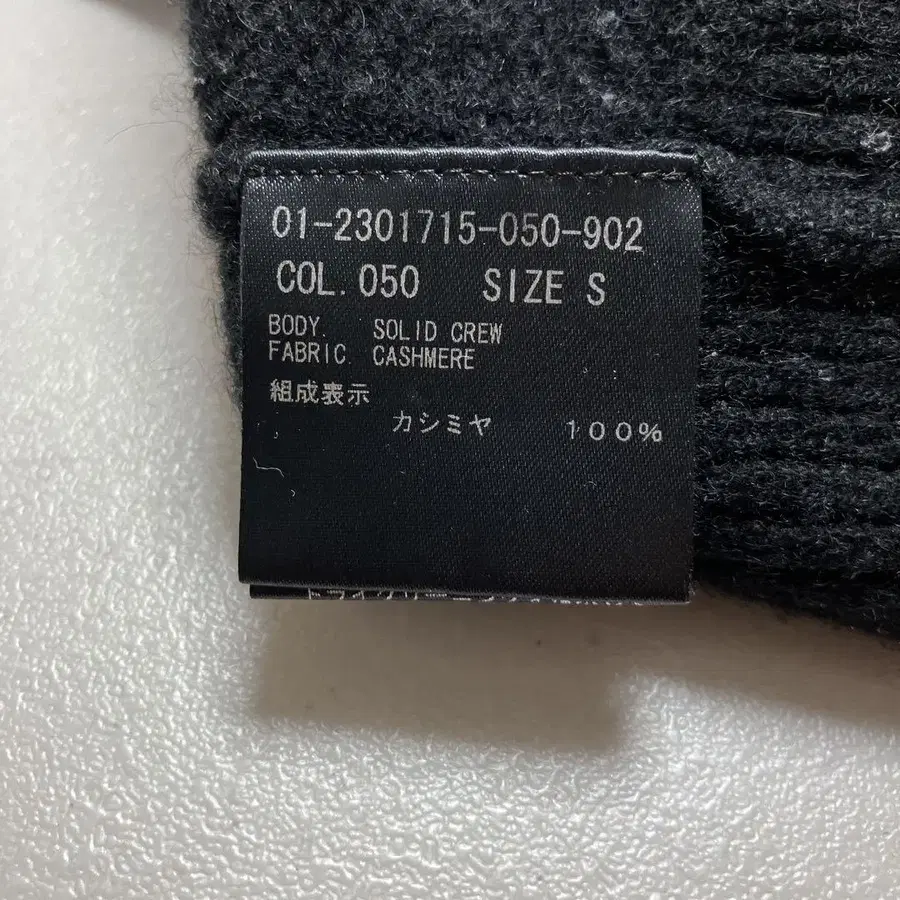 01-2301715-050-902
COL. 050 SIZE S
BODY. SOLID CREW
FABRIC. CASHMERE
組成表示
カシミヤ 100%